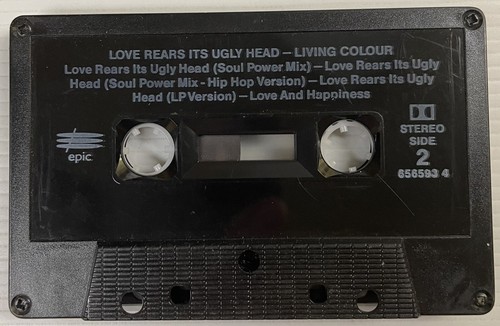 LOVE REARS ITS UGLY HEAD – LIVING COLOUR
Love Rears Its Ugly Head (Soul Power Mix) – Love Rears Its Ugly
Head (Soul Power Mix - Hip Hop Version) – Love Rears Its Ugly
Head (LP Version) – Love And Happiness
epic
STEREO
SIDE
2
656593 4